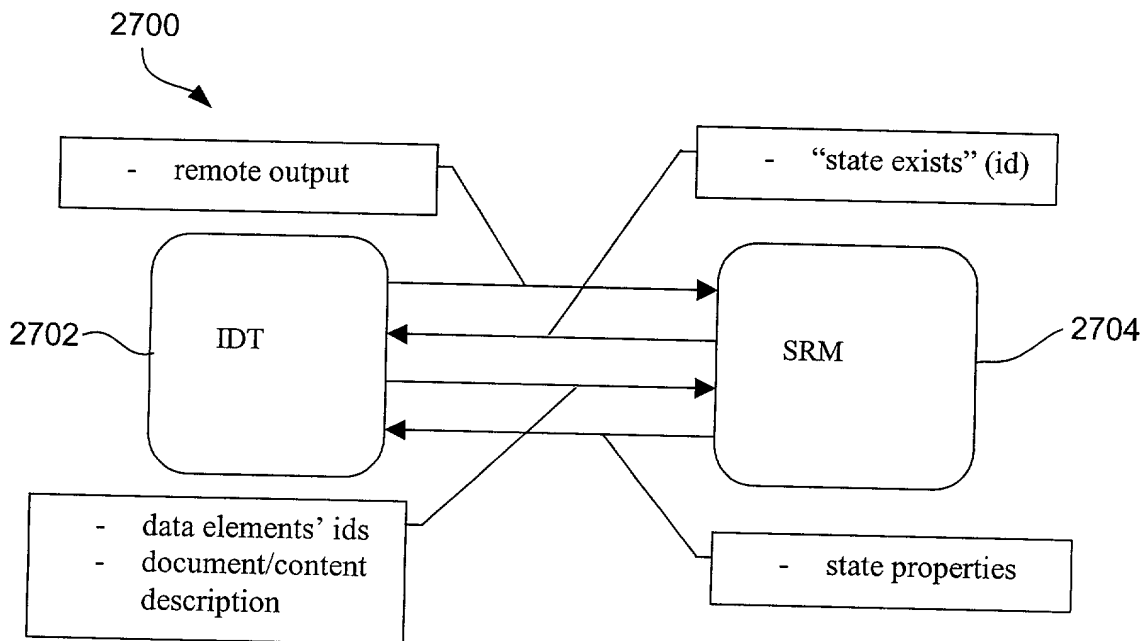 2700
- remote output
- “state exists” (id)
2702
IDT
SRM
2704
- data elements’ ids
- document/content
description
- state properties